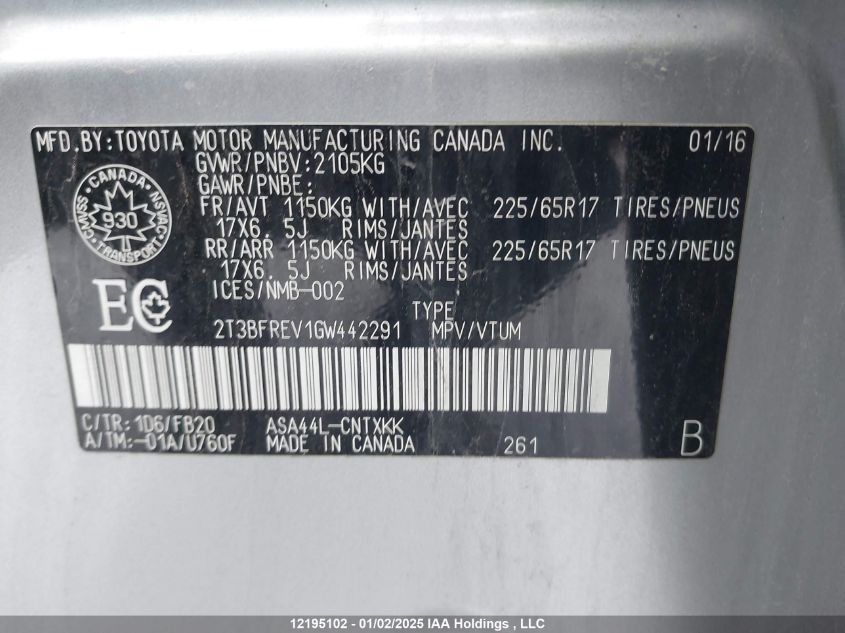 MFD.BY:TOYOTA MOTOR MANUFACTURING CANADA INC. 01/16
GVWR/PNBV:2105KG
GAWR/PNBE:
FR/AVT 1150KG WITH/AVEC 225/65R17 TIRES/PNEUS
17X6.5J RIMS/JANTES
RR/ARR 1150KG WITH/AVEC 225/65R17 TIRES/PNEUS
17X6.5J RIMS/JANTES
ICES/NMB-002
CANADA
CMVSS
930
NSVAC
TRANSPORT
EC
TYPE
2T3BFREV1GW442291 MPV/VTUM
C/TR:1D6/FB20 ASA44L-CNTXKK
A/TM:-01A/U760F MADE IN CANADA 261 B
12195102 - 01/02/2025 IAA Holdings , LLC